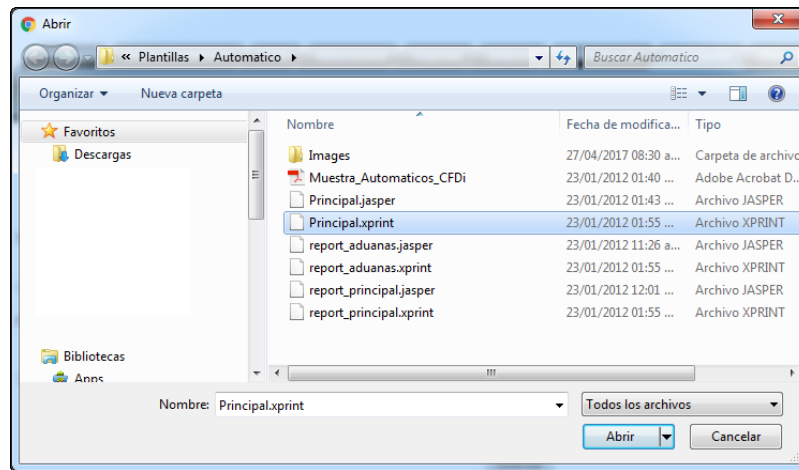 Abrir
« Plantillas Automatico
Buscar Automatico
Organizar Nueva carpeta
Favoritos
Descargas
Bibliotecas
Apps
Nombre Fecha de modifica... Tipo
Images 27/04/2017 08:30 a... Carpeta de archivo
Muestra_Automaticos_CFDi 23/01/2012 01:40 ... Adobe Acrobat D..
Principal.jasper 23/01/2012 01:43 ... Archivo JASPER
Principal.xprint 23/01/2012 01:55 ... Archivo XPRINT
report_aduanas.jasper 23/01/2012 11:26 a... Archivo JASPER
report_aduanas.xprint 23/01/2012 01:55 ... Archivo XPRINT
report_principal.jasper 23/01/2012 12:01 ... Archivo JASPER
report_principal.xprint 23/01/2012 01:55 ... Archivo XPRINT
Nombre: Principal.xprint
Todos los archivos
Abrir Cancelar